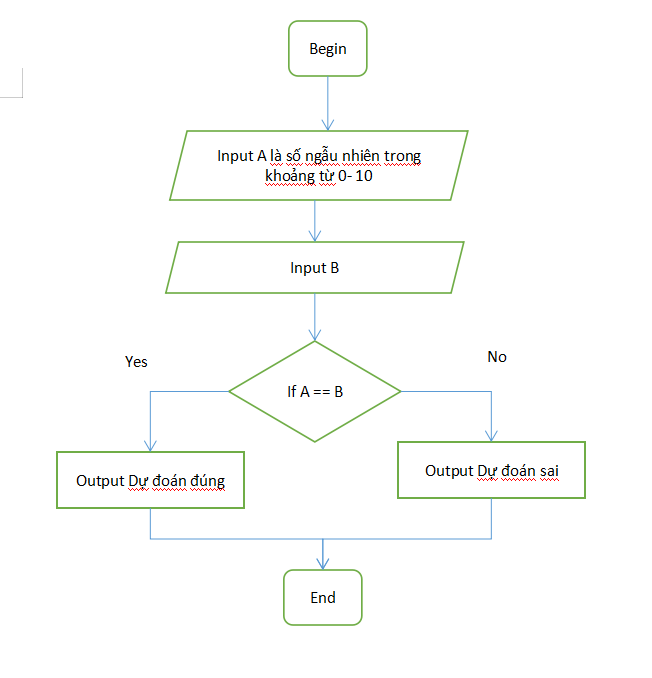 Begin
Input A là số ngẫu nhiên trong
khoảng từ 0- 10
Input B
Yes
No
If A == B
Output Dự đoán đúng
Output Dự đoán sai
End